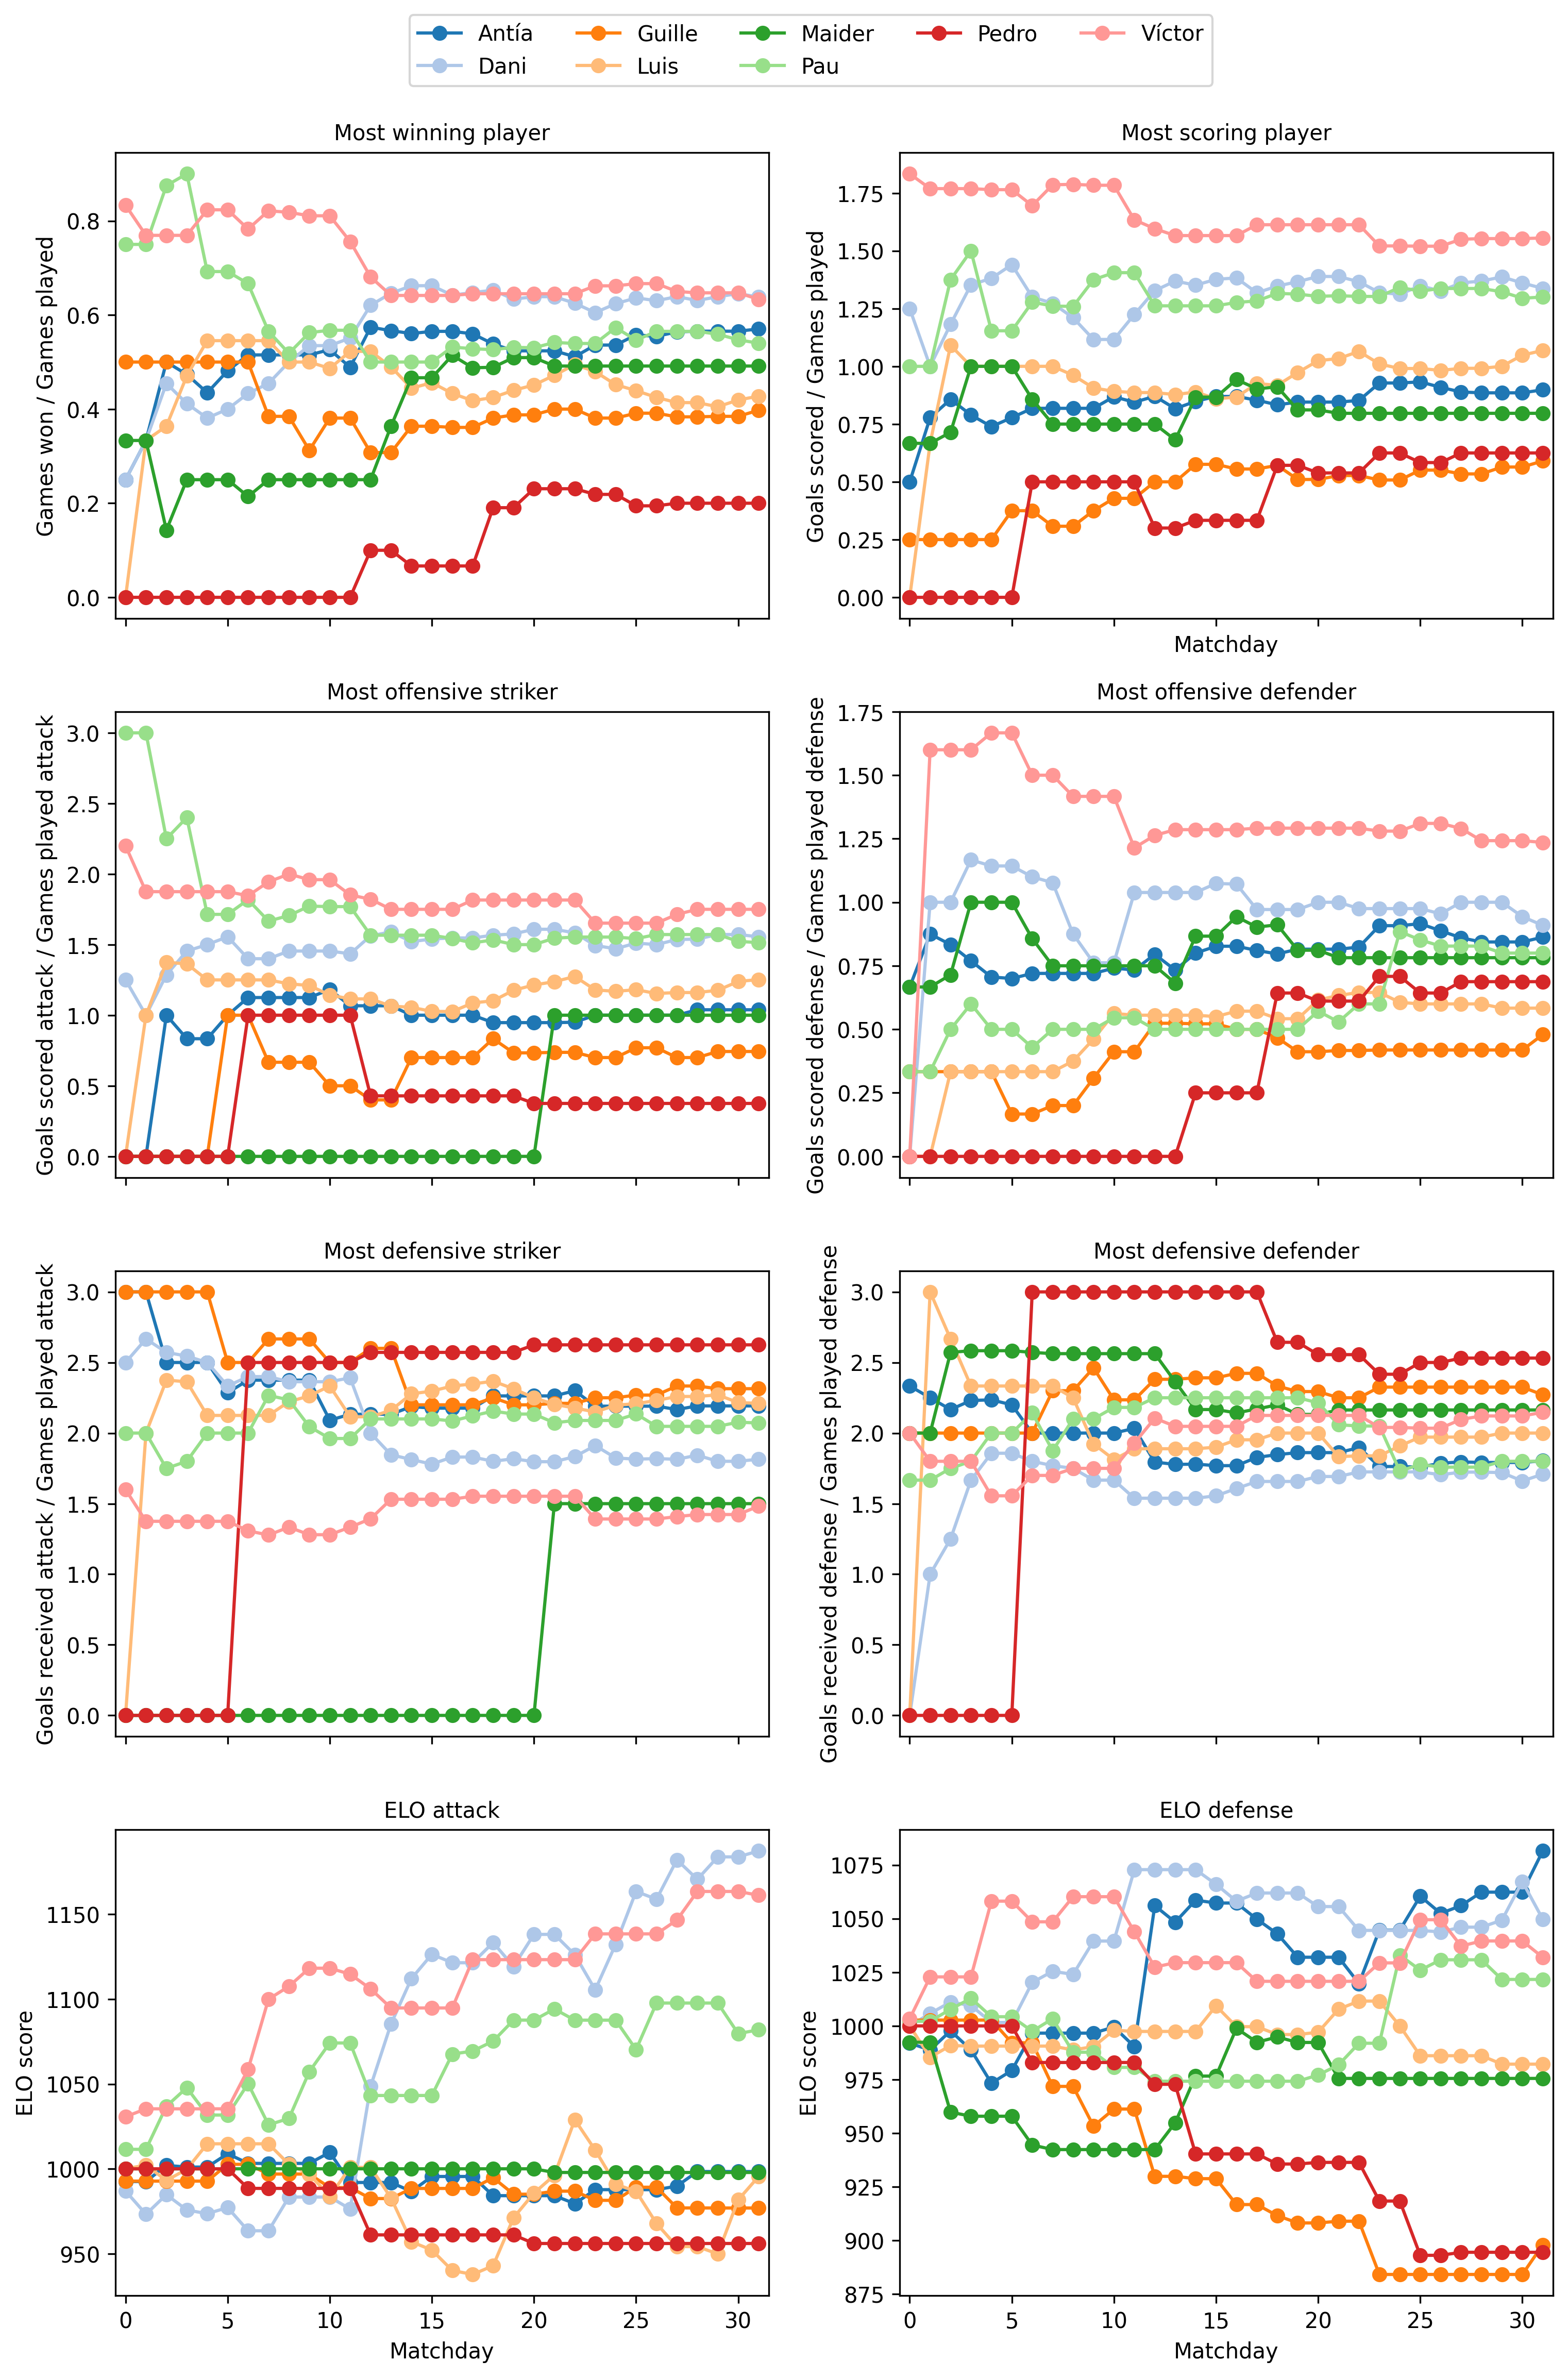 Antía Guille Maider Pedro Víctor
Dani Luis Pau
Most winning player
Games won / Games played
0.8
0.6
0.4
0.2
0.0
Most scoring player
Goals scored / Games played
1.75
1.50
1.25
1.00
0.75
0.50
0.25
0.00
Matchday
Most offensive striker
Goals scored attack / Games played attack
3.0
2.5
2.0
1.5
1.0
0.5
0.0
Most offensive defender
Goals scored defense / Games played defense
1.75
1.50
1.25
1.00
0.75
0.50
0.25
0.00
Most defensive striker
Goals received attack / Games played attack
3.0
2.5
2.0
1.5
1.0
0.5
0.0
Most defensive defender
Goals received defense / Games played defense
3.0
2.5
2.0
1.5
1.0
0.5
0.0
ELO attack
ELO score
1150
1100
1050
1000
950
0 5 10 15 20 25 30
Matchday
ELO defense
ELO score
1075
1050
1025
1000
975
950
925
900
875
0 5 10 15 20 25 30
Matchday